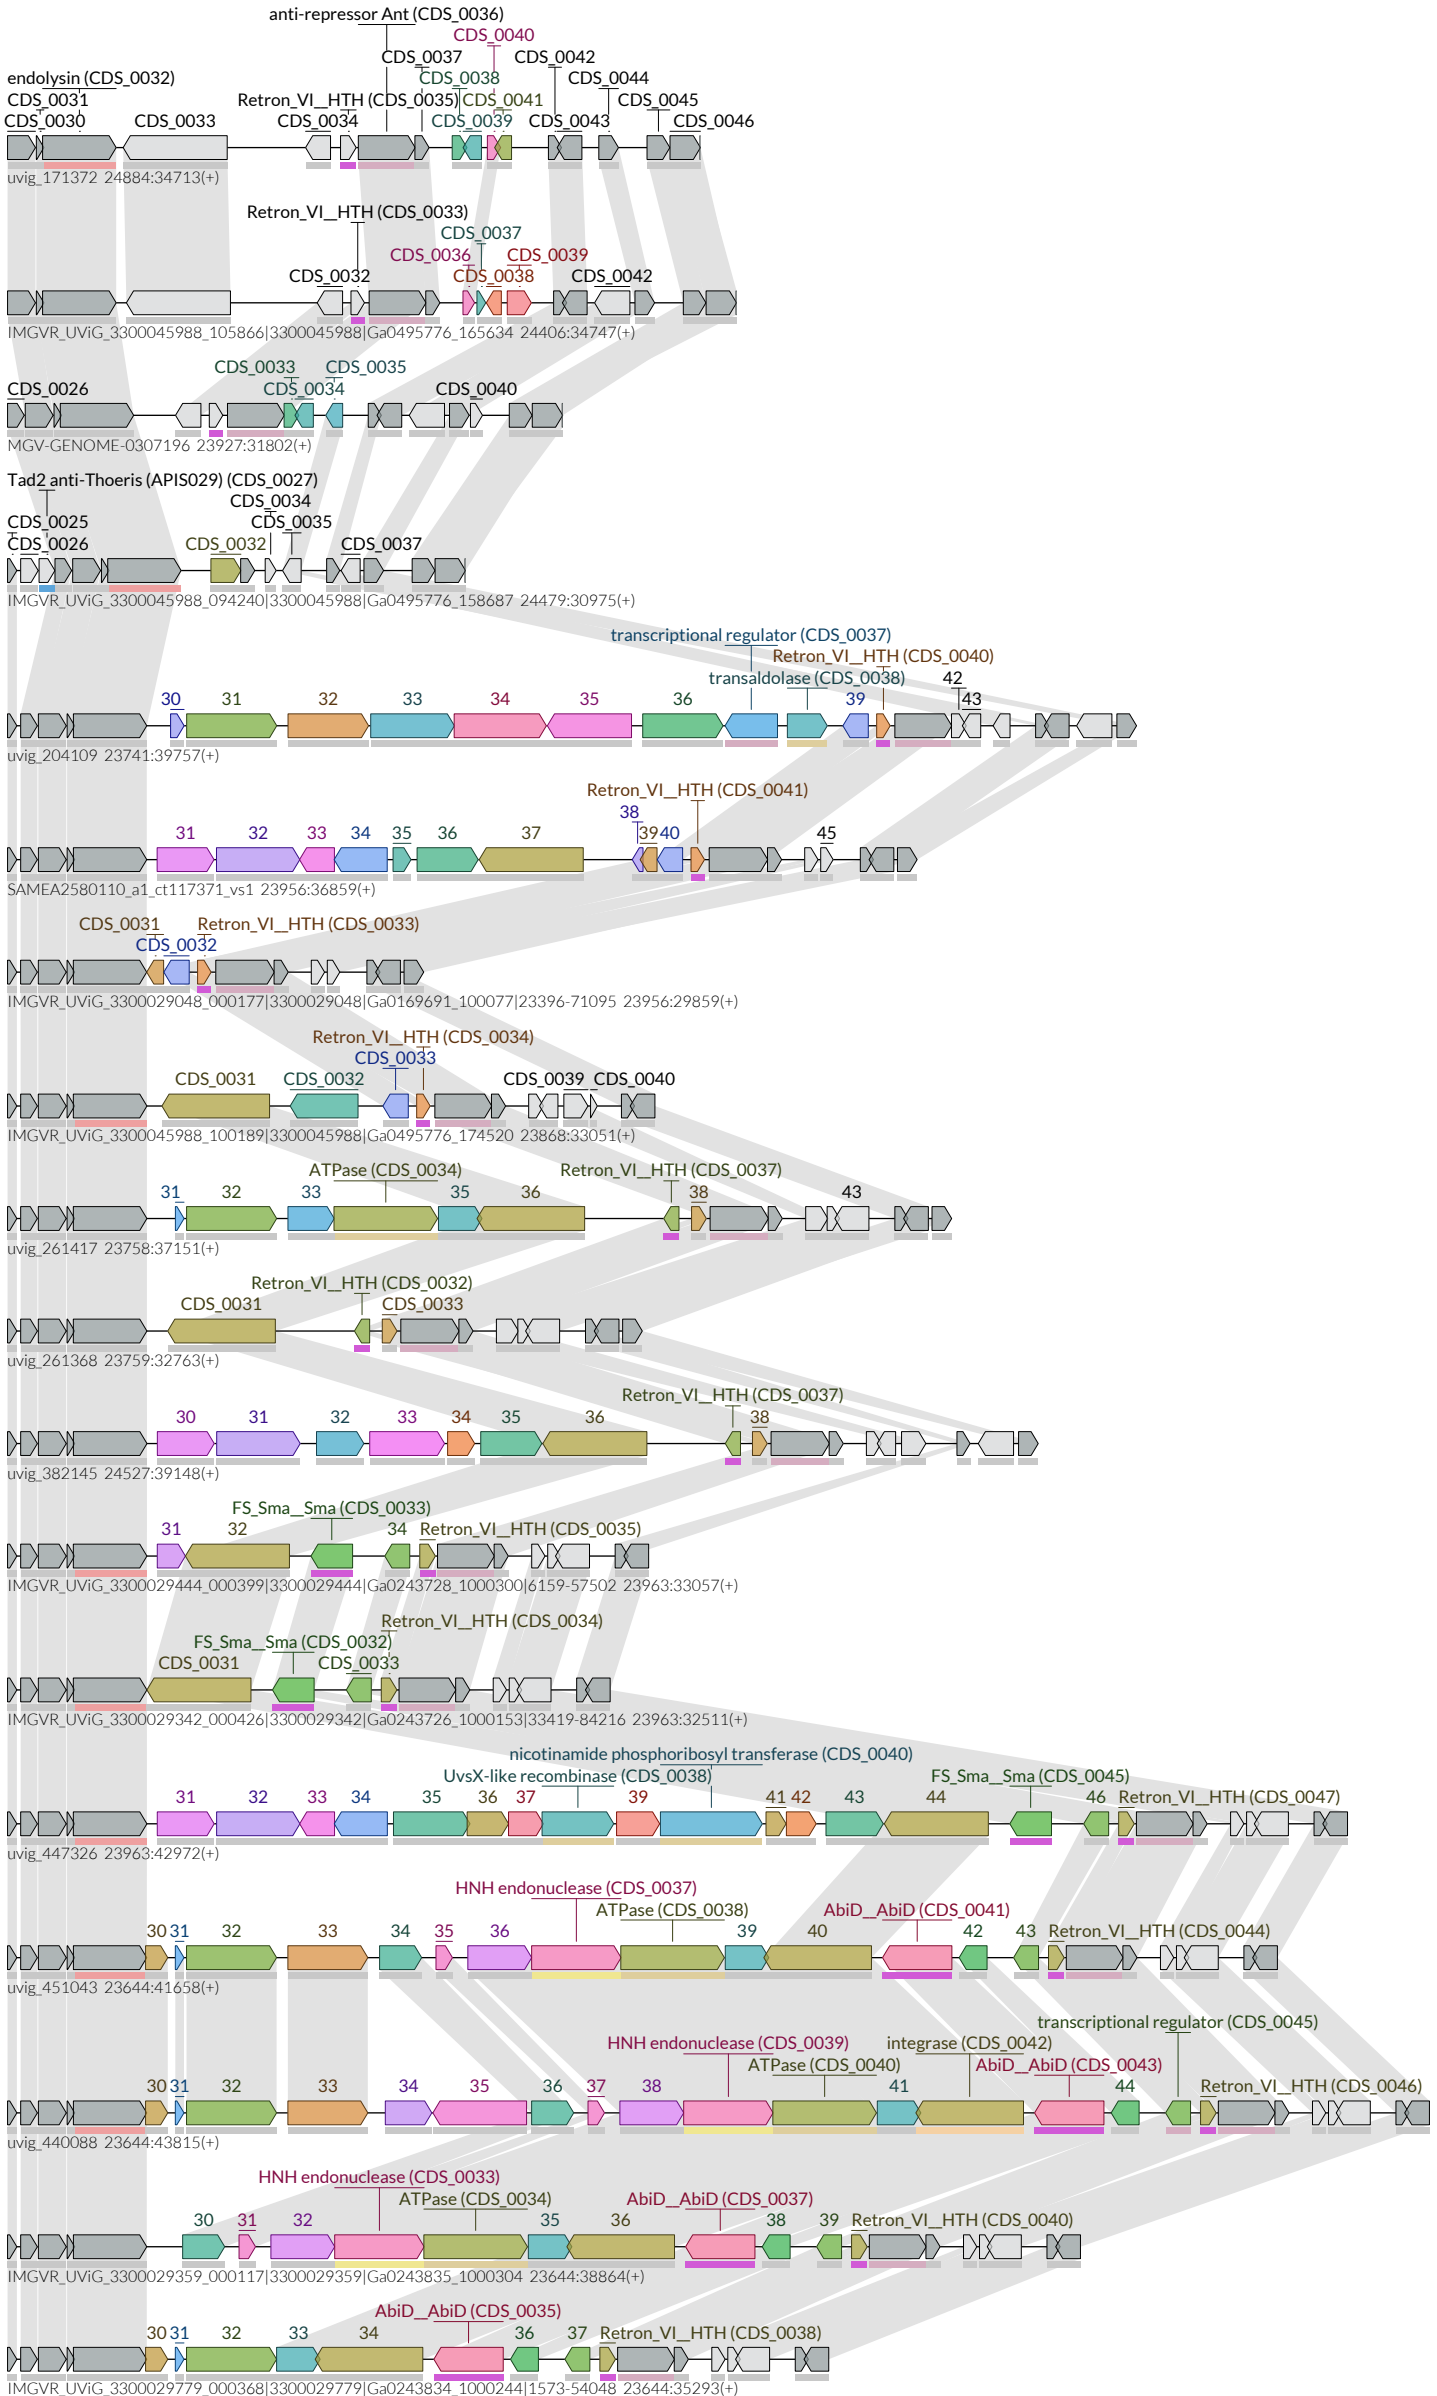 anti-repressor Ant (CDS_0036)
CDS_0040
CDS_0037 CDS_0042
endolysin (CDS_0032) CDS_0038 CDS_0044
CDS_0031 Retron_VI__HTH (CDS_0035) CDS_0041 CDS_0045
CDS_0030 CDS_0033 CDS_0034 CDS_0039 CDS_0043 CDS_0046
uvig_171372 24884:34713(+)
Retron_VI__HTH (CDS_0033)
CDS_0037
CDS_0036 CDS_0039
CDS_0032 CDS_0038 CDS_0042
IMGVR_UViG_3300045988_105866|3300045988|Ga0495776_165634 24406:34747(+)
CDS_0033 CDS_0035
CDS_0026 CDS_0034 CDS_0040
MGV-GENOME-0307196 23927:31802(+)
Tad2 anti-Thoeris (APIS029) (CDS_0027)
CDS_0034
CDS_0025 CDS_0035
CDS_0026 CDS_0032 CDS_0037
IMGVR_UViG_3300045988_094240|3300045988|Ga0495776_158687 24479:30975(+)
transcriptional regulator (CDS_0037)
Retron_VI__HTH (CDS_0040)
transaldolase (CDS_0038) 42
30 31 32 33 34 35 36 39 43
uvig_204109 23741:39757(+)
Retron_VI__HTH (CDS_0041)
38
31 32 33 34 35 36 37 39 40 45
SAMEA2580110_a1_ct117371_vs1 23956:36859(+)
CDS_0031 Retron_VI__HTH (CDS_0033)
CDS_0032
IMGVR_UViG_3300029048_000177|3300029048|Ga0169691_100077|23396-71095 23956:29859(+)
Retron_VI__HTH (CDS_0034)
CDS_0033
CDS_0031 CDS_0032 CDS_0039 CDS_0040
IMGVR_UViG_3300045988_100189|3300045988|Ga0495776_174520 23868:33051(+)
ATPase (CDS_0034) Retron_VI__HTH (CDS_0037)
31 32 33 35 36 38 43
uvig_261417 23758:37151(+)
Retron_VI__HTH (CDS_0032)
CDS_0031 CDS_0033
uvig_261368 23759:32763(+)
Retron_VI__HTH (CDS_0037)
30 31 32 33 34 35 36 38
uvig_382145 24527:39148(+)
FS_Sma__Sma (CDS_0033)
31 32 34 Retron_VI__HTH (CDS_0035)
IMGVR_UViG_3300029444_000399|3300029444|Ga0243728_1000300|6159-57502 23963:33057(+)
Retron_VI__HTH (CDS_0034)
FS_Sma__Sma (CDS_0032)
CDS_0031 CDS_0033
IMGVR_UViG_3300029342_000426|3300029342|Ga0243726_1000153|33419-84216 23963:32511(+)
nicotinamide phosphoribosyl transferase (CDS_0040)
UvsX-like recombinase (CDS_0038) FS_Sma__Sma (CDS_0045)
31 32 33 34 35 36 37 39 41 42 43 44 46 Retron_VI__HTH (CDS_0047)
uvig_447326 23963:42972(+)
HNH endonuclease (CDS_0037)
ATPase (CDS_0038) AbiD__AbiD (CDS_0041)
30 31 32 33 34 35 36 39 40 42 43 Retron_VI__HTH (CDS_0044)
uvig_451043 23644:41658(+)
transcriptional regulator (CDS_0045)
HNH endonuclease (CDS_0039) integrase (CDS_0042)
ATPase (CDS_0040) AbiD__AbiD (CDS_0043)
30 31 32 33 34 35 36 37 38 41 44 Retron_VI__HTH (CDS_0046)
uvig_440088 23644:43815(+)
HNH endonuclease (CDS_0033)
ATPase (CDS_0034) AbiD__AbiD (CDS_0037)
30 31 32 35 36 38 39 Retron_VI__HTH (CDS_0040)
IMGVR_UViG_3300029359_000117|3300029359|Ga0243835_1000304 23644:38864(+)
AbiD__AbiD (CDS_0035)
30 31 32 33 34 36 37 Retron_VI__HTH (CDS_0038)
IMGVR_UViG_3300029779_000368|3300029779|Ga0243834_1000244|1573-54048 23644:35293(+)